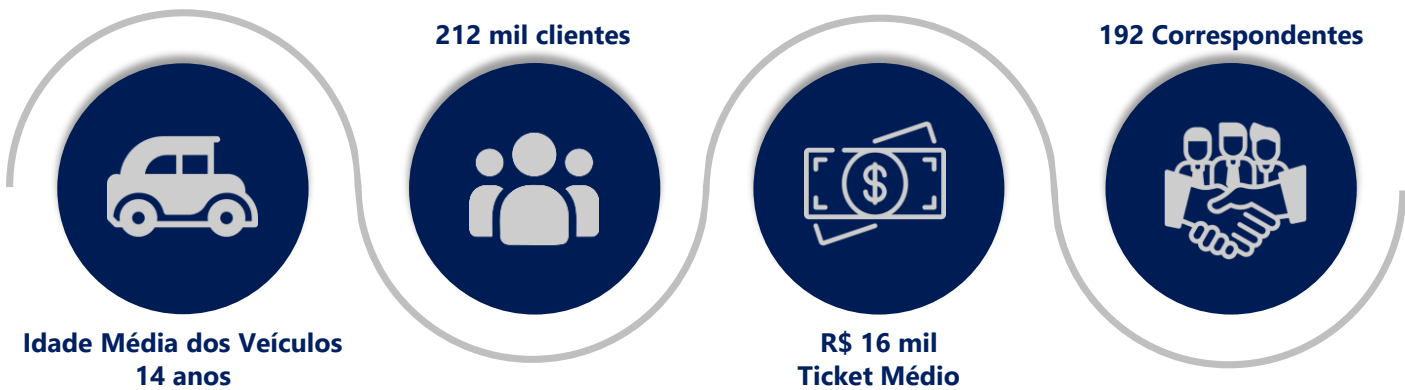 Idade Média dos Veículos
14 anos
212 mil clientes
R$ 16 mil
Ticket Médio
192 Correspondentes